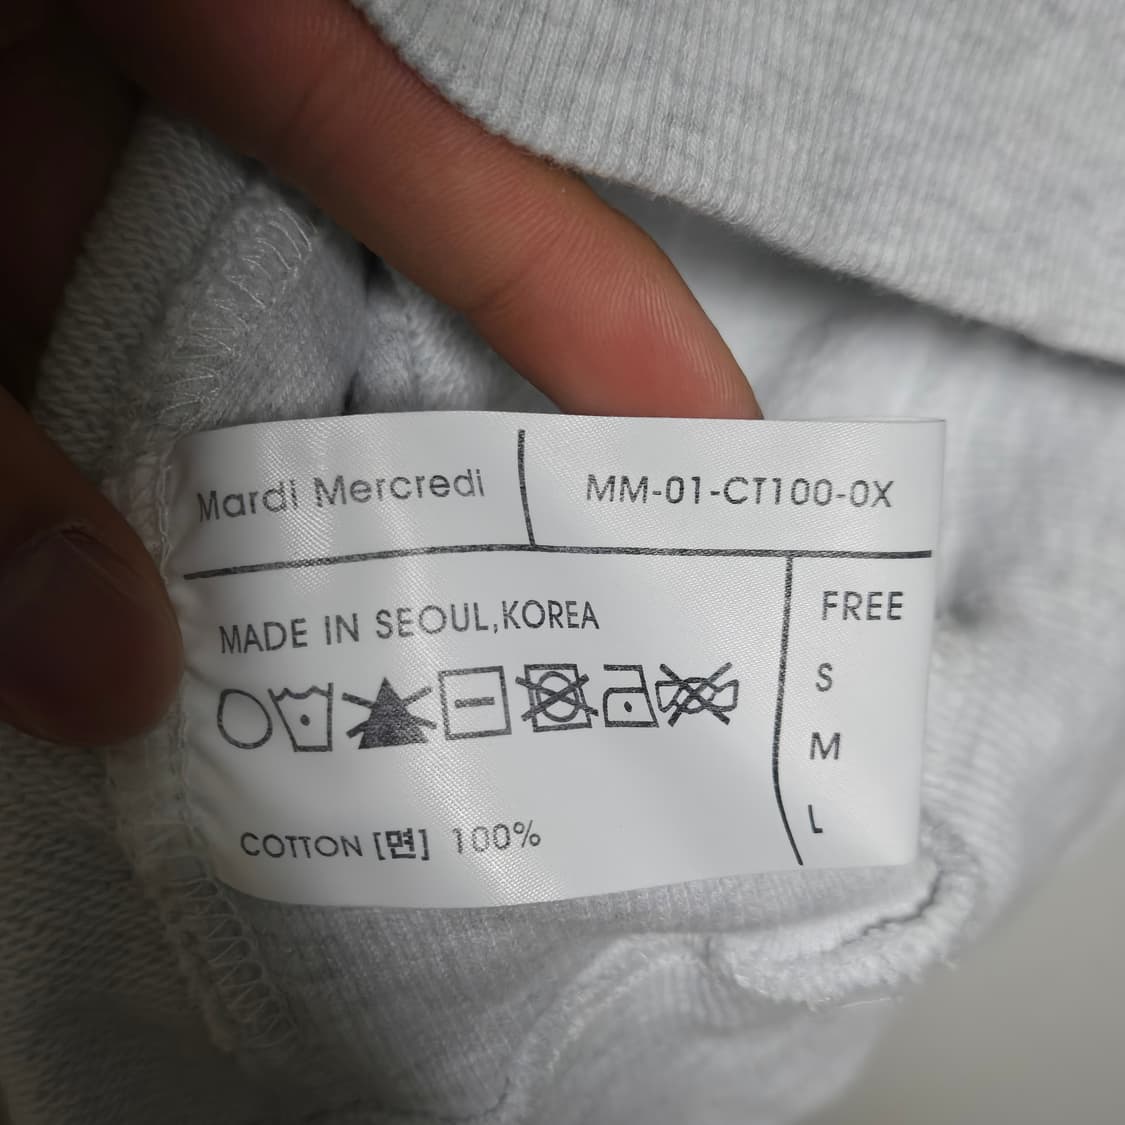 Mardi Mercredi
MM-01-CT100-0X
MADE IN SEOUL,KOREA
FREE
S
M
L
COTTON [면] 100%